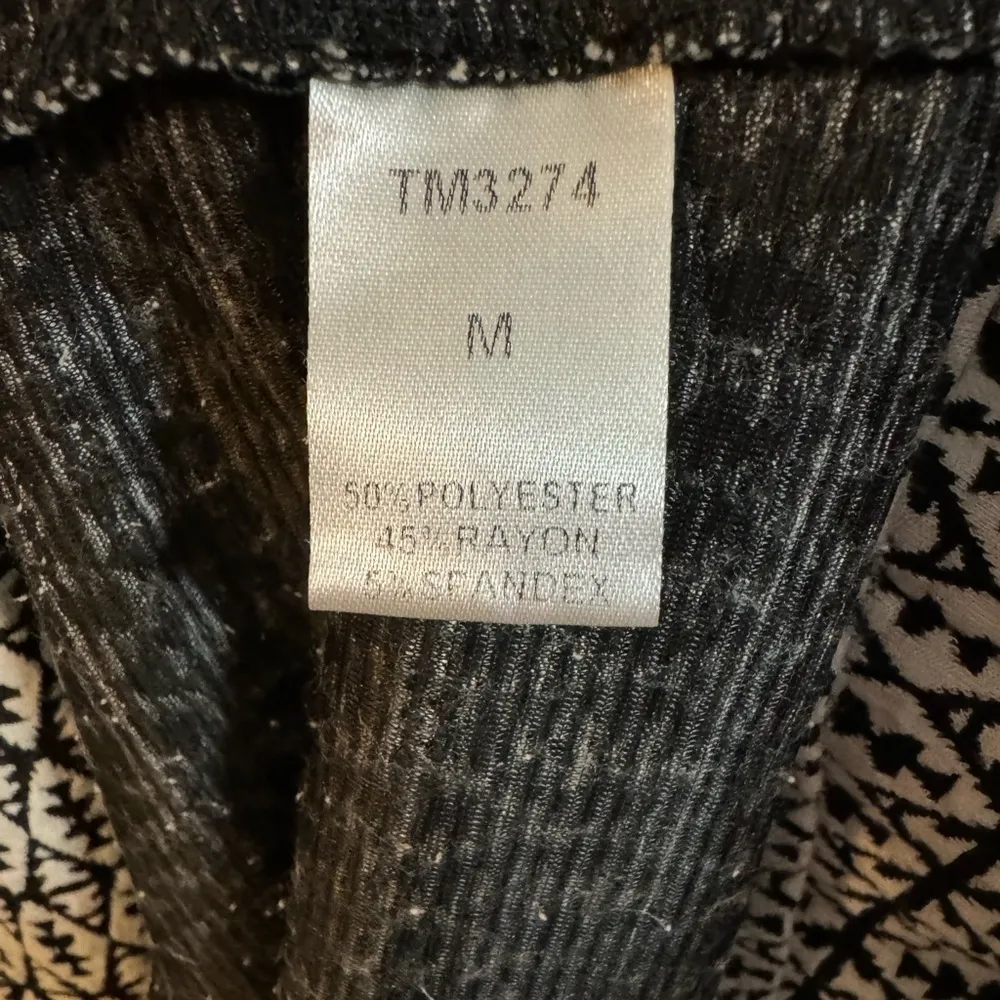 TM3274
M
50%POLYESTER
45%RAYON
5%SPANDEX